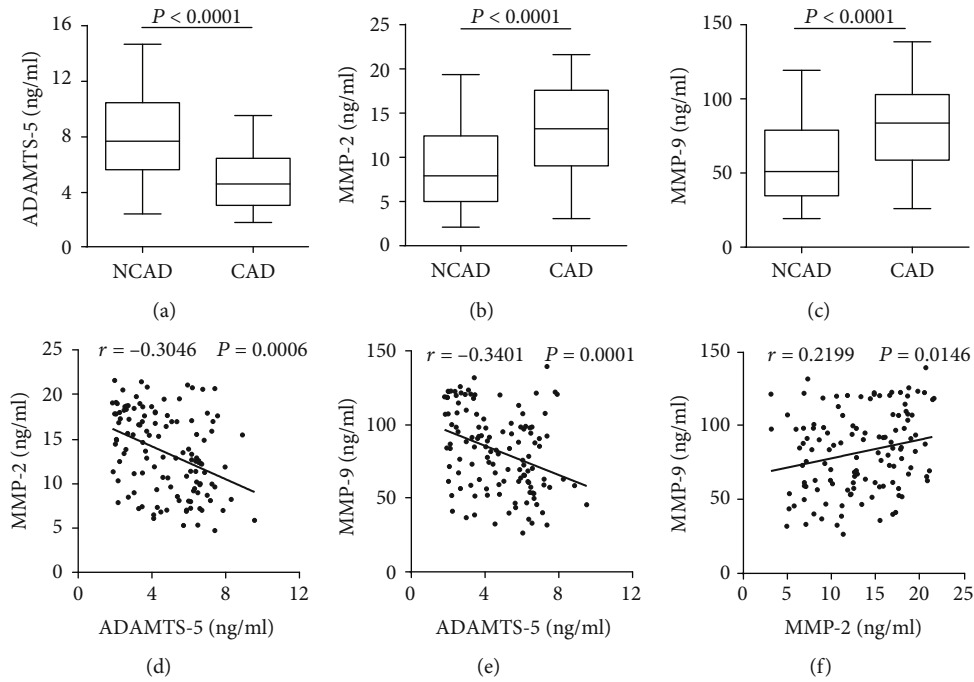 P < 0.0001
16
12
8
4
0
ADAMTS-5 (ng/ml)
NCAD
CAD
(a)
P < 0.0001
25
20
15
10
5
0
MMP-2 (ng/ml)
NCAD
CAD
(b)
P < 0.0001
150
100
50
0
MMP-9 (ng/ml)
NCAD
CAD
(c)
r = –0.3046 P = 0.0006
25
20
15
10
5
0
MMP-2 (ng/ml)
0 4 8 12
ADAMTS-5 (ng/ml)
(d)
r = –0.3401 P = 0.0001
150
100
50
0
MMP-9 (ng/ml)
0 4 8 12
ADAMTS-5 (ng/ml)
(e)
r = 0.2199 P = 0.0146
150
100
50
0
MMP-9 (ng/ml)
0 5 10 15 20 25
MMP-2 (ng/ml)
(f)